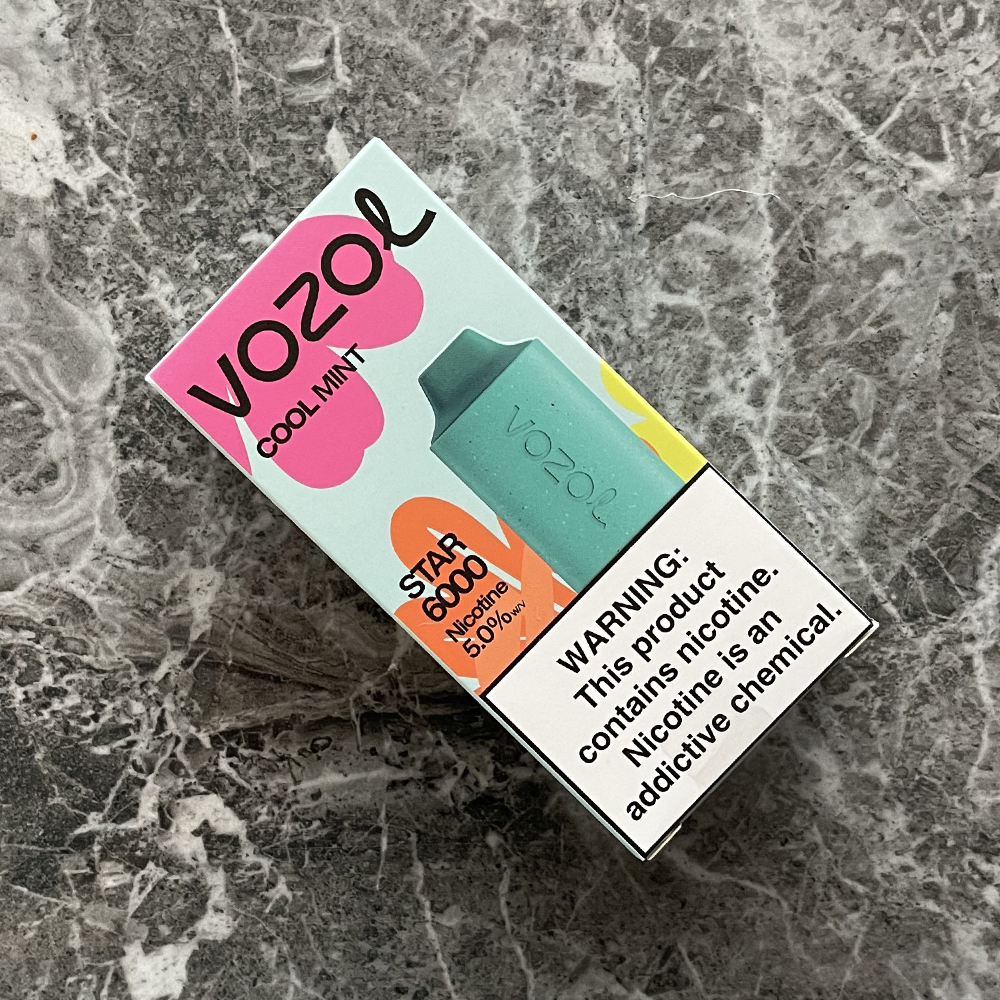 VOZOL
COOL MINT
VOZOL
STAR
6000
Nicotine
5.0% w/v
WARNING:
This product
contains nicotine.
Nicotine is an
addictive chemical.